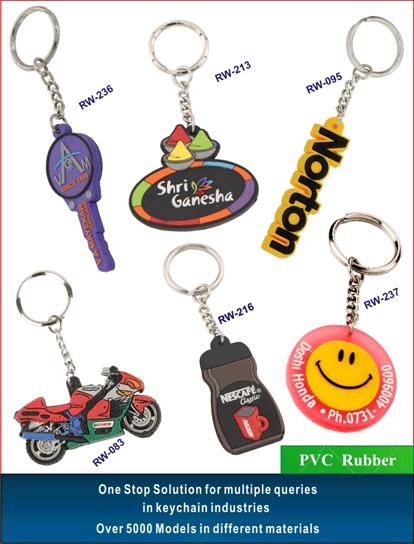 RW-236
RW-213
RW-095
SINCE 1978
Shri
Ganesha
Norton
RW-216
RW-237
RW-083
NESCAFÉ
Classic
Doshi Honda • Ph.0731- 4009600
PVC Rubber
One Stop Solution for multiple queries
in keychain industries
Over 5000 Models in different materials